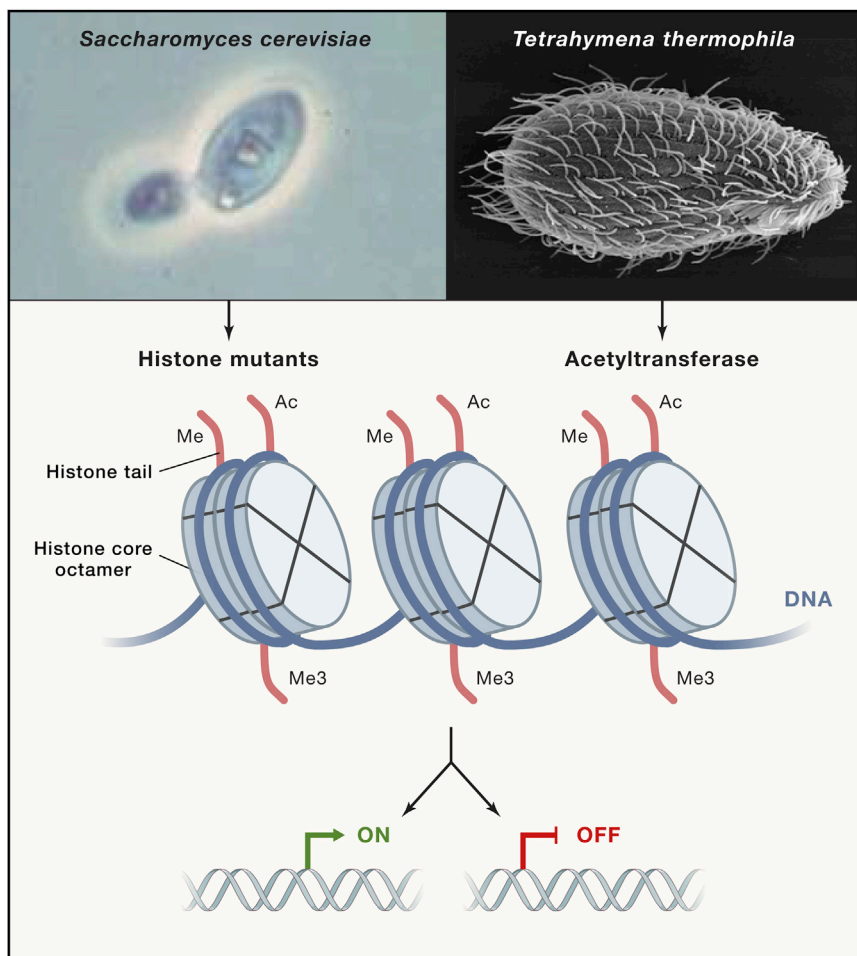 Saccharomyces cerevisiae
Tetrahymena thermophila
Histone mutants
Acetyltransferase
Me
Ac
Me
Ac
Me
Ac
Histone tail
Histone core
octamer
DNA
Me3
Me3
Me3
ON
OFF